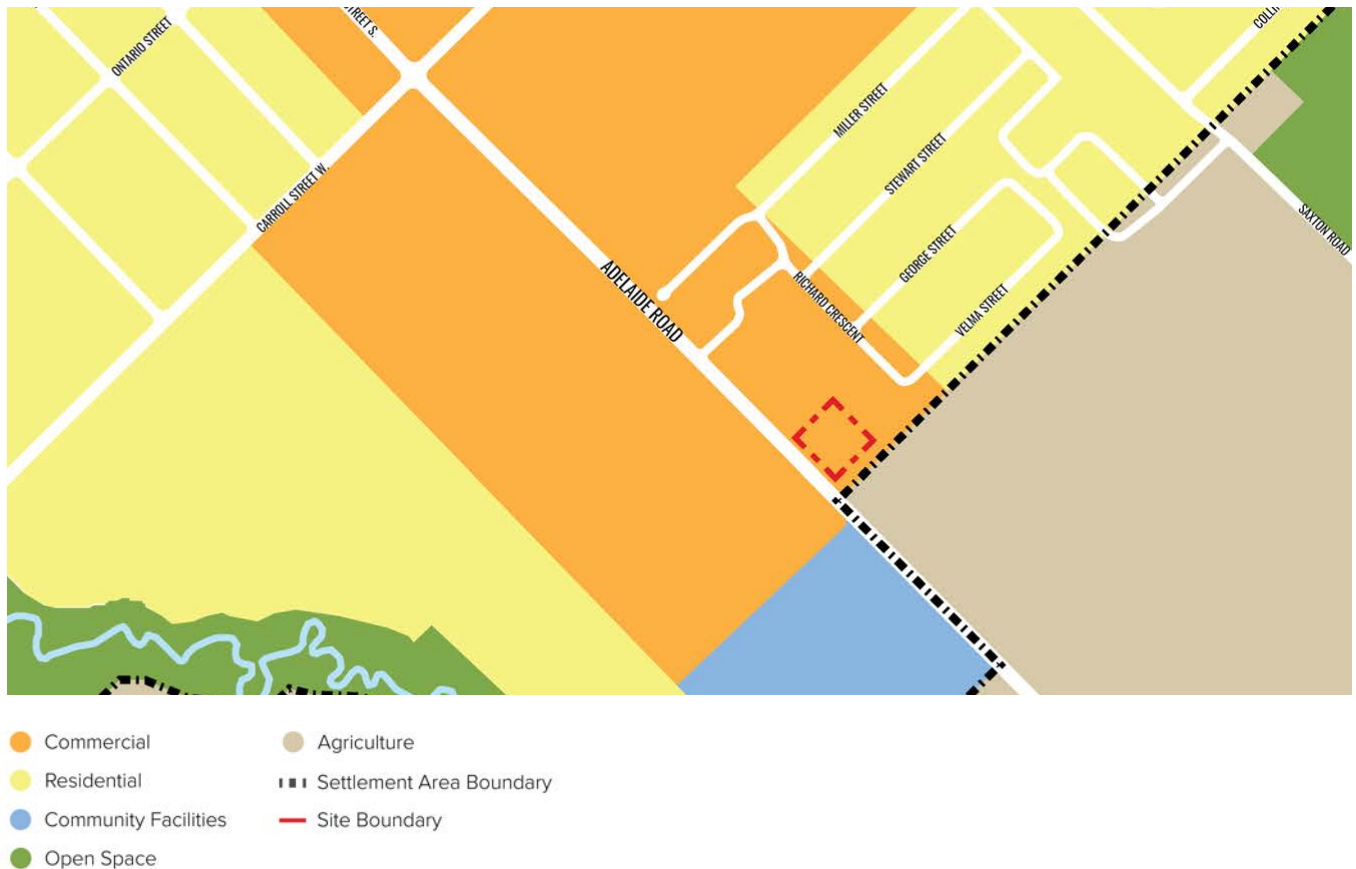 ONTARIO STREET
STREET S.
CARROLL STREET W.
ADELAIDE ROAD
MILLER STREET
STEWART STREET
GEORGE STREET
RICHARD CRESCENT
VELMA STREET
SAXTON ROAD
Commercial
Residential
Community Facilities
Open Space
Agriculture
Settlement Area Boundary
Site Boundary